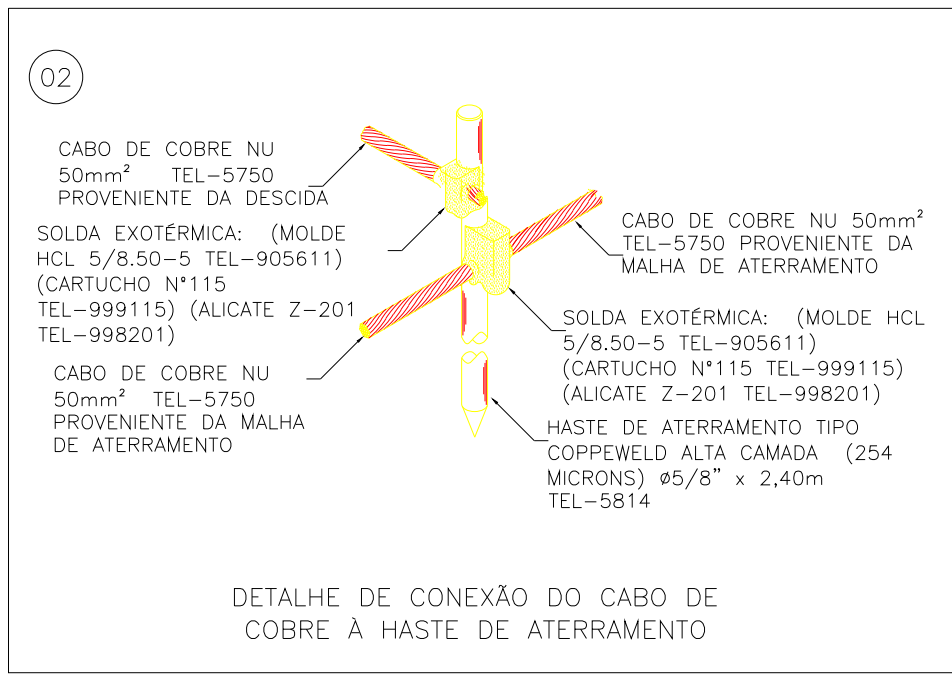 02
CABO DE COBRE NU
50mm² TEL-5750
PROVENIENTE DA DESCIDA
SOLDA EXOTÉRMICA: (MOLDE
HCL 5/8.50-5 TEL-905611)
(CARTUCHO N°115
TEL-999115) (ALICATE Z-201
TEL-998201)
CABO DE COBRE NU
50mm² TEL-5750
PROVENIENTE DA MALHA
DE ATERRAMENTO
CABO DE COBRE NU 50mm²
TEL-5750 PROVENIENTE DA
MALHA DE ATERRAMENTO
SOLDA EXOTÉRMICA: (MOLDE HCL
5/8.50-5 TEL-905611)
(CARTUCHO N°115 TEL-999115)
(ALICATE Z-201 TEL-998201)
HASTE DE ATERRAMENTO TIPO
COPPEWELD ALTA CAMADA (254
MICRONS) ø5/8" x 2,40m
TEL-5814
DETALHE DE CONEXÃO DO CABO DE
COBRE À HASTE DE ATERRAMENTO